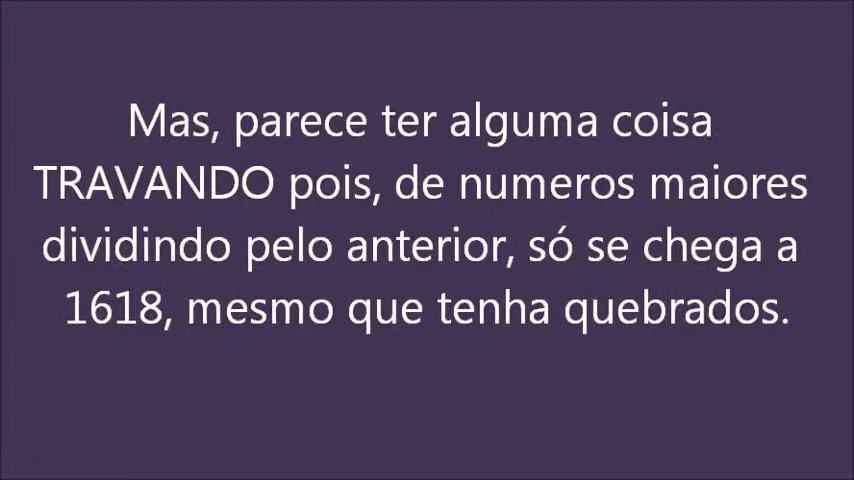 Mas, parece ter alguma coisa
TRAVANDO pois, de numeros maiores
dividindo pelo anterior, só se chega a
1618, mesmo que tenha quebrados.